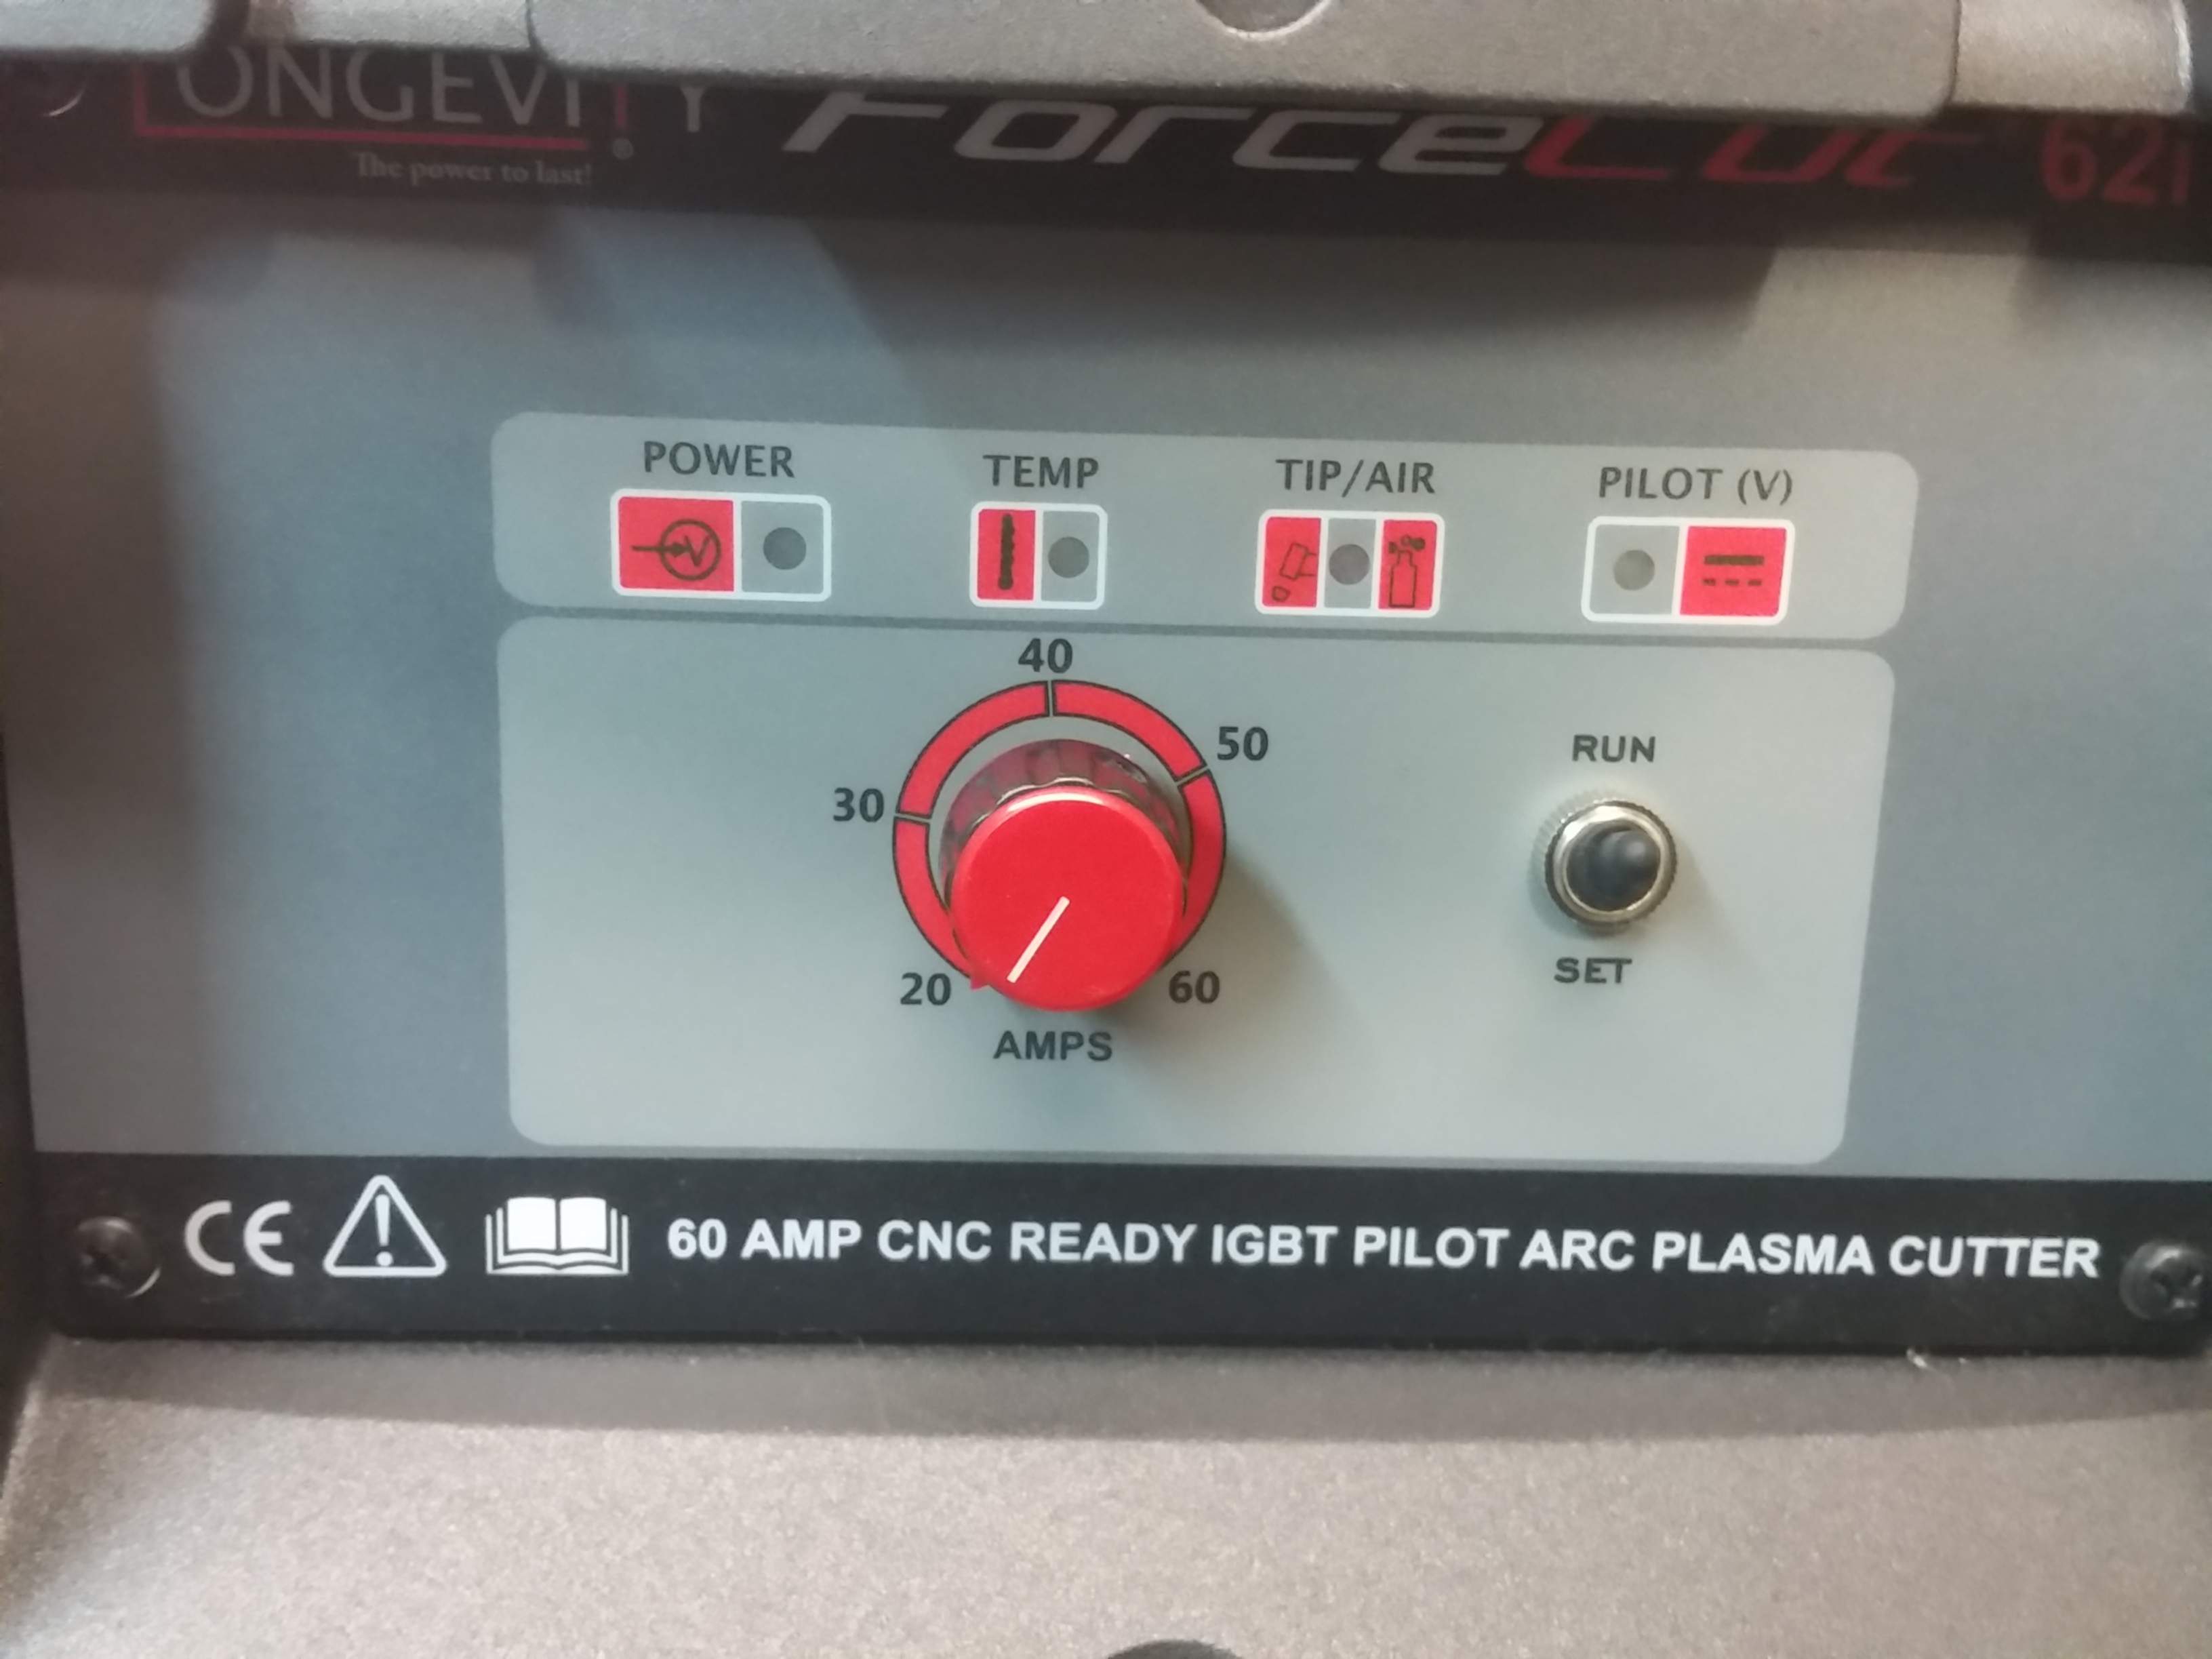 LONGEVITY® ForceCut 62i
The power to last!
POWER TEMP TIP/AIR PILOT (V)
V
40
50
30
RUN
20
60
SET
AMPS
CE 60 AMP CNC READY IGBT PILOT ARC PLASMA CUTTER